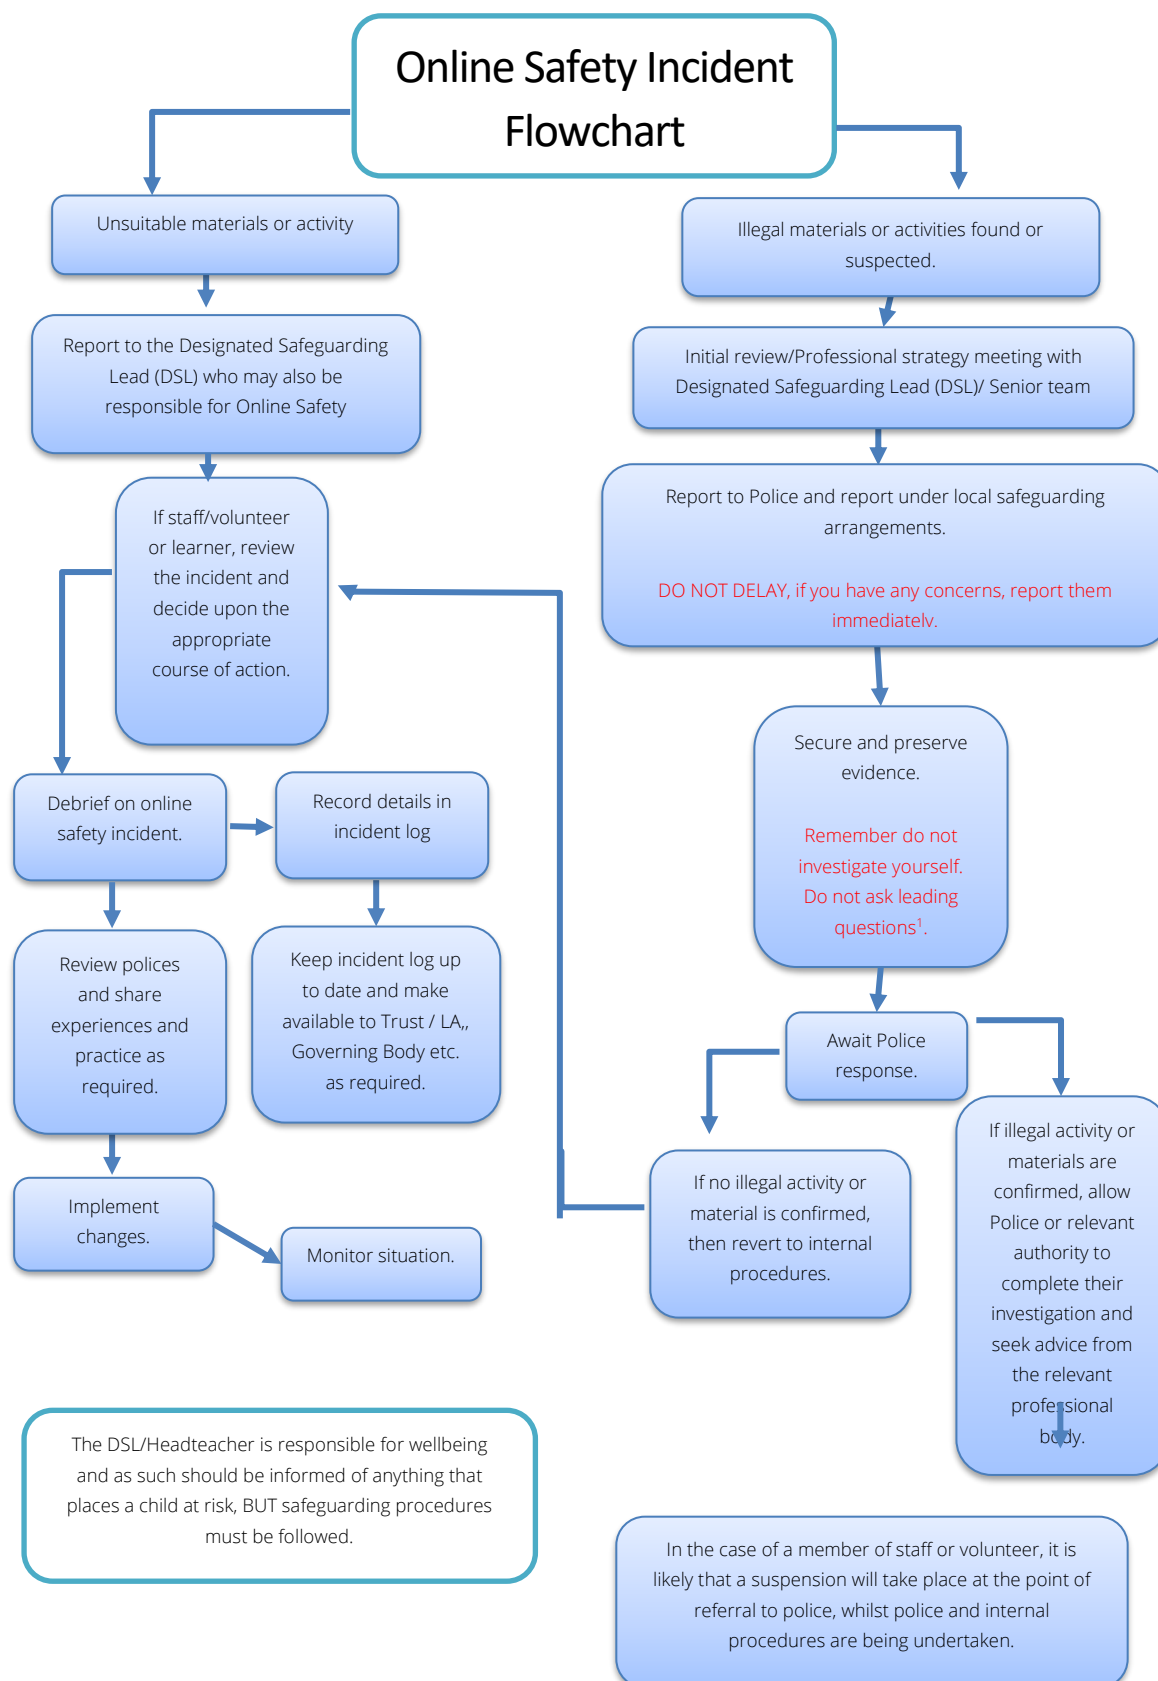 Online Safety Incident
Flowchart
Unsuitable materials or activity
Report to the Designated Safeguarding
Lead (DSL) who may also be
responsible for Online Safety
If staff/volunteer
or learner, review
the incident and
decide upon the
appropriate
course of action.
Debrief on online
safety incident.
Record details in
incident log
Review polices
and share
experiences and
practice as
required.
Keep incident log up
to date and make
available to Trust / LA,,
Governing Body etc.
as required.
Implement
changes.
Monitor situation.
Illegal materials or activities found or
suspected.
Initial review/Professional strategy meeting with
Designated Safeguarding Lead (DSL)/ Senior team
Report to Police and report under local safeguarding
arrangements.
DO NOT DELAY, if you have any concerns, report them
immediately.
Secure and preserve
evidence.
Remember do not
investigate yourself.
Do not ask leading
questions¹.
Await Police
response.
If no illegal activity or
material is confirmed,
then revert to internal
procedures.
If illegal activity or
materials are
confirmed, allow
Police or relevant
authority to
complete their
investigation and
seek advice from
the relevant
professional
body.
The DSL/Headteacher is responsible for wellbeing
and as such should be informed of anything that
places a child at risk, BUT safeguarding procedures
must be followed.
In the case of a member of staff or volunteer, it is
likely that a suspension will take place at the point of
referral to police, whilst police and internal
procedures are being undertaken.